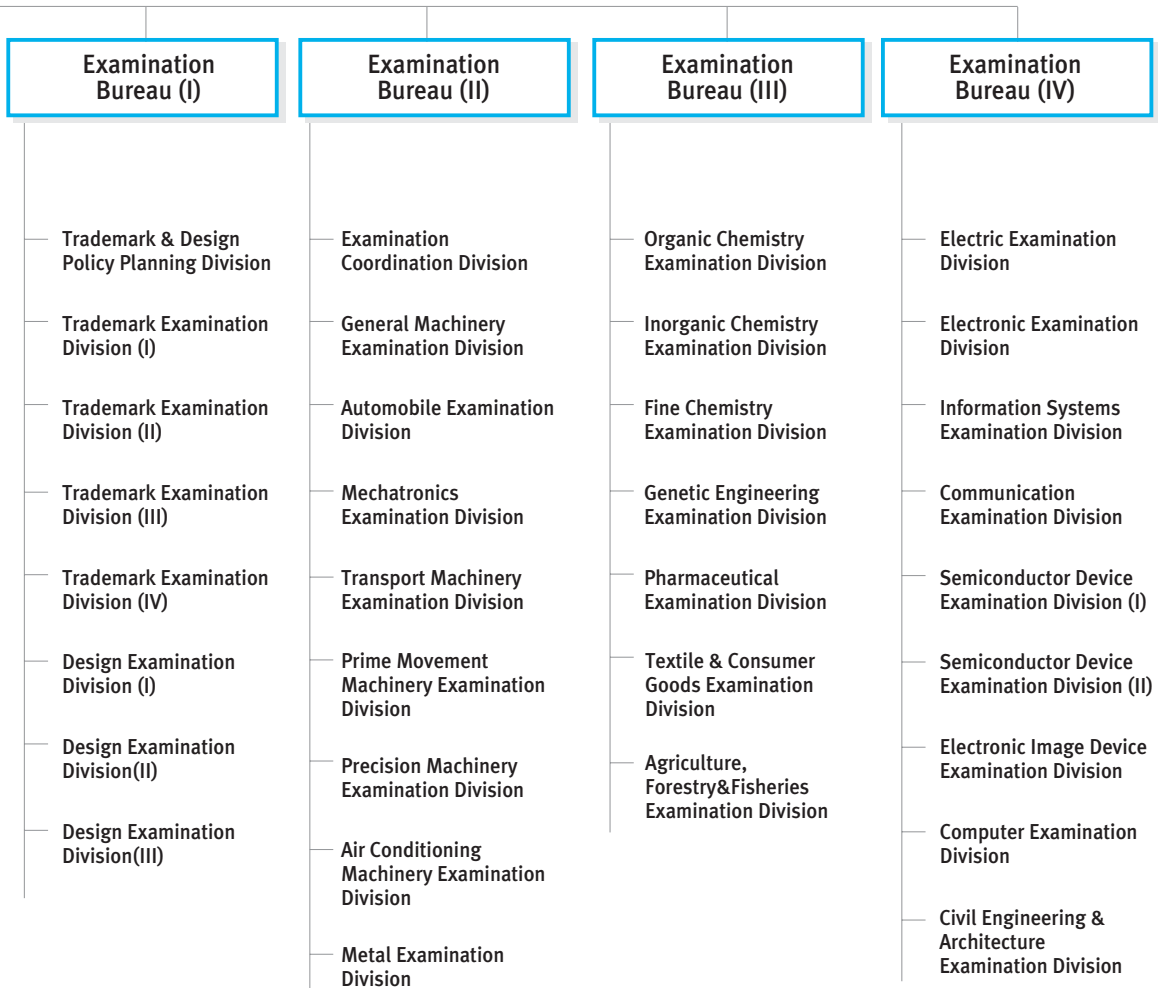 Examination
Bureau (I)
Trademark & Design
Policy Planning Division
Trademark Examination
Division (I)
Trademark Examination
Division (II)
Trademark Examination
Division (III)
Trademark Examination
Division (IV)
Design Examination
Division (I)
Design Examination
Division(II)
Design Examination
Division(III)
Examination
Bureau (II)
Examination
Coordination Division
General Machinery
Examination Division
Automobile Examination
Division
Mechatronics
Examination Division
Transport Machinery
Examination Division
Prime Movement
Machinery Examination
Division
Precision Machinery
Examination Division
Air Conditioning
Machinery Examination
Division
Metal Examination
Division
Examination
Bureau (III)
Organic Chemistry
Examination Division
Inorganic Chemistry
Examination Division
Fine Chemistry
Examination Division
Genetic Engineering
Examination Division
Pharmaceutical
Examination Division
Textile & Consumer
Goods Examination
Division
Agriculture,
Forestry&Fisheries
Examination Division
Examination
Bureau (IV)
Electric Examination
Division
Electronic Examination
Division
Information Systems
Examination Division
Communication
Examination Division
Semiconductor Device
Examination Division (I)
Semiconductor Device
Examination Division (II)
Electronic Image Device
Examination Division
Computer Examination
Division
Civil Engineering &
Architecture
Examination Division